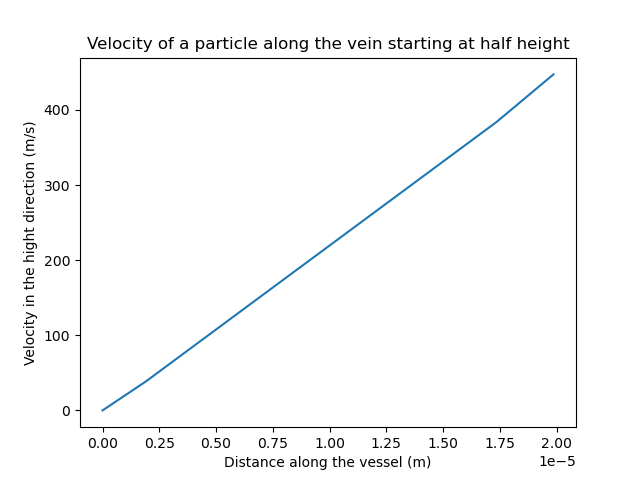 Velocity of a particle along the vein starting at half height
Velocity in the hight direction (m/s)
400
300
200
100
0
0.00 0.25 0.50 0.75 1.00 1.25 1.50 1.75 2.00
1e−5
Distance along the vessel (m)